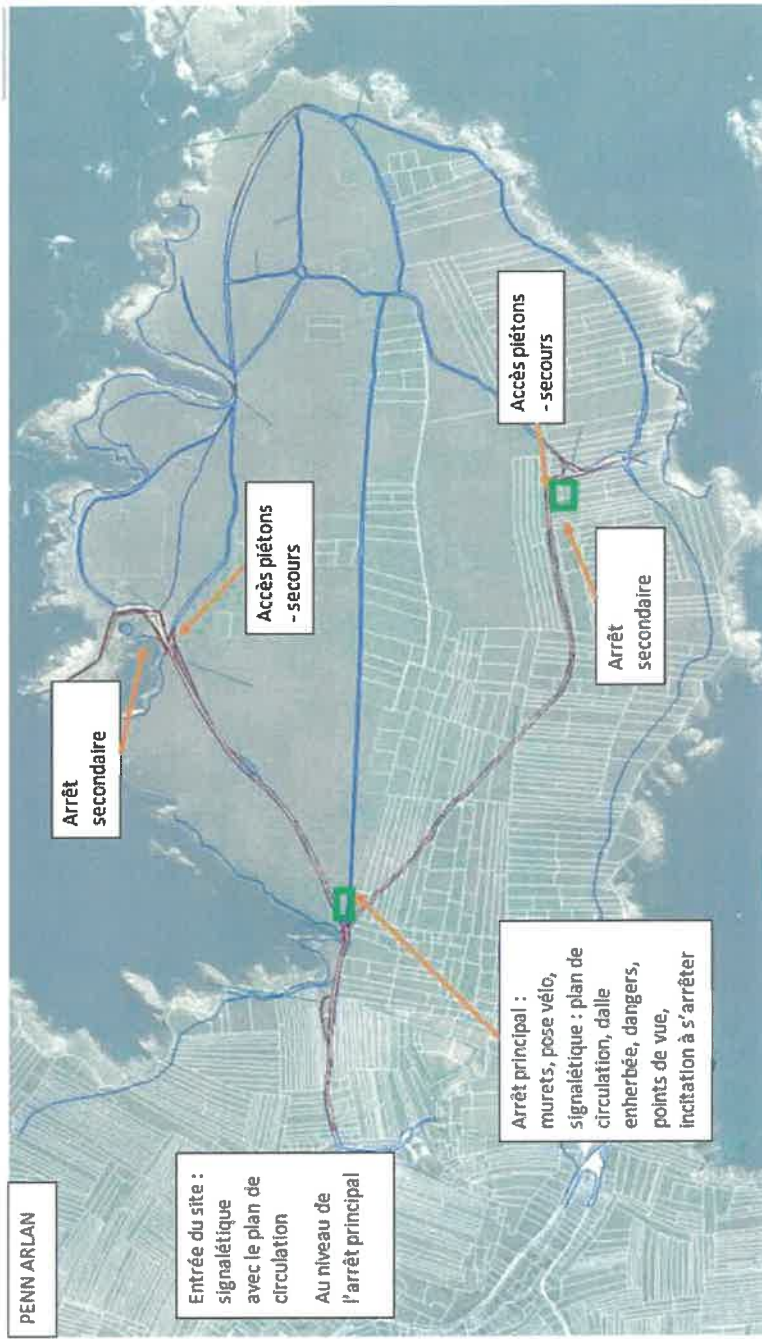 PENN ARLAN
Entrée du site :
signalétique
avec le plan de
circulation
Au niveau de
l'arrêt principal
Arrêt
secondaire
Accès piétons
- secours
Arrêt principal :
murets, pose vélo,
signalétique : plan de
circulation, dalle
enherbée, dangers,
points de vue,
incitation à s'arrêter
Accès piétons
- secours
Arrêt
secondaire